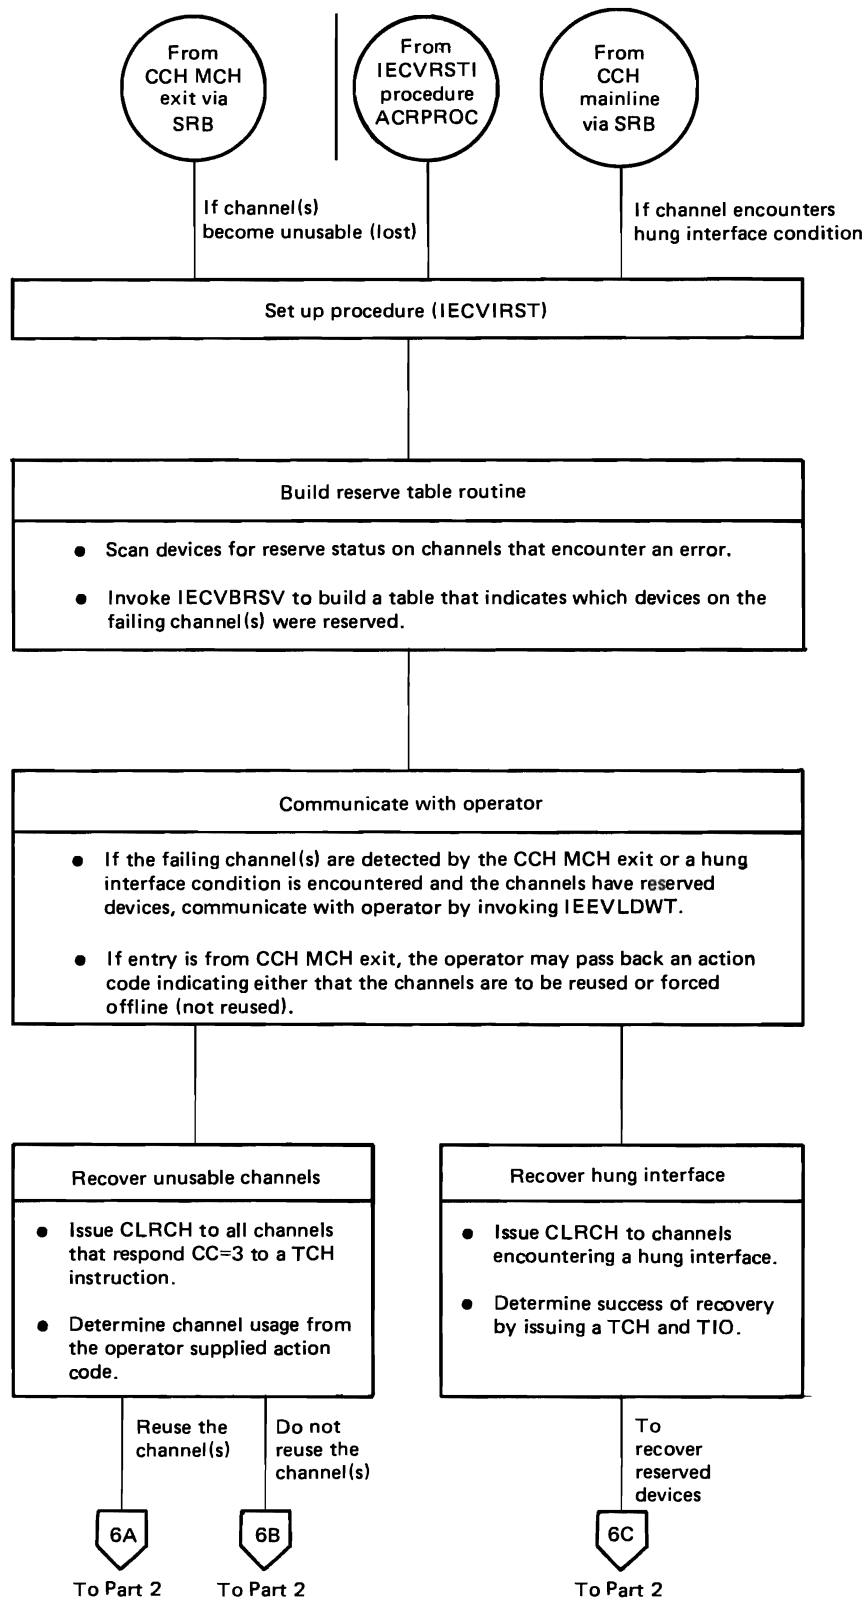 From
CCH MCH
exit via
SRB
From
IECVRSTI
procedure
ACRPROC
From
CCH
mainline
via SRB
If channel(s)
become unusable (lost)
If channel encounters
hung interface condition
Set up procedure (IECVIRST)
Build reserve table routine
● Scan devices for reserve status on channels that encounter an error.
● Invoke IECVBRSV to build a table that indicates which devices on the
failing channel(s) were reserved.
Communicate with operator
● If the failing channel(s) are detected by the CCH MCH exit or a hung
interface condition is encountered and the channels have reserved
devices, communicate with operator by invoking IEEVLDWT.
● If entry is from CCH MCH exit, the operator may pass back an action
code indicating either that the channels are to be reused or forced
offline (not reused).
Recover unusable channels
● Issue CLRCH to all channels
that respond CC=3 to a TCH
instruction.
● Determine channel usage from
the operator supplied action
code.
Recover hung interface
● Issue CLRCH to channels
encountering a hung interface.
● Determine success of recovery
by issuing a TCH and TIO.
Reuse the
channel(s)
Do not
reuse the
channel(s)
To
recover
reserved
devices
6A
6B
6C
To Part 2
To Part 2
To Part 2